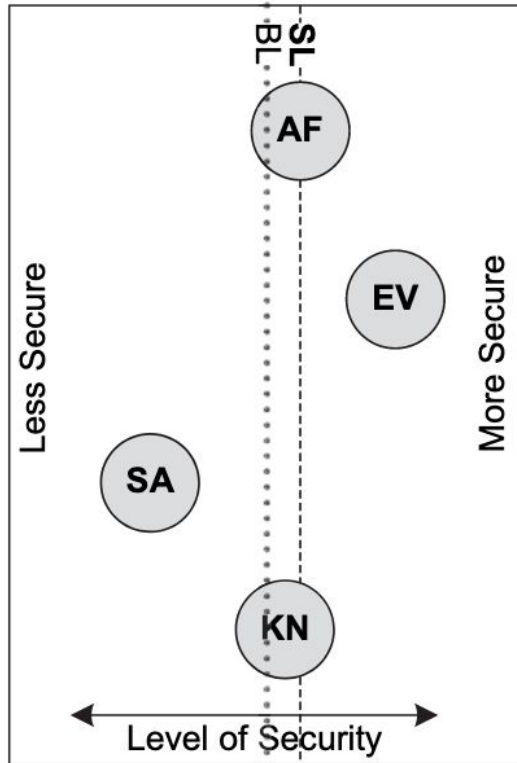 BL
SL
AF
EV
Less Secure
More Secure
SA
KN
Level of Security